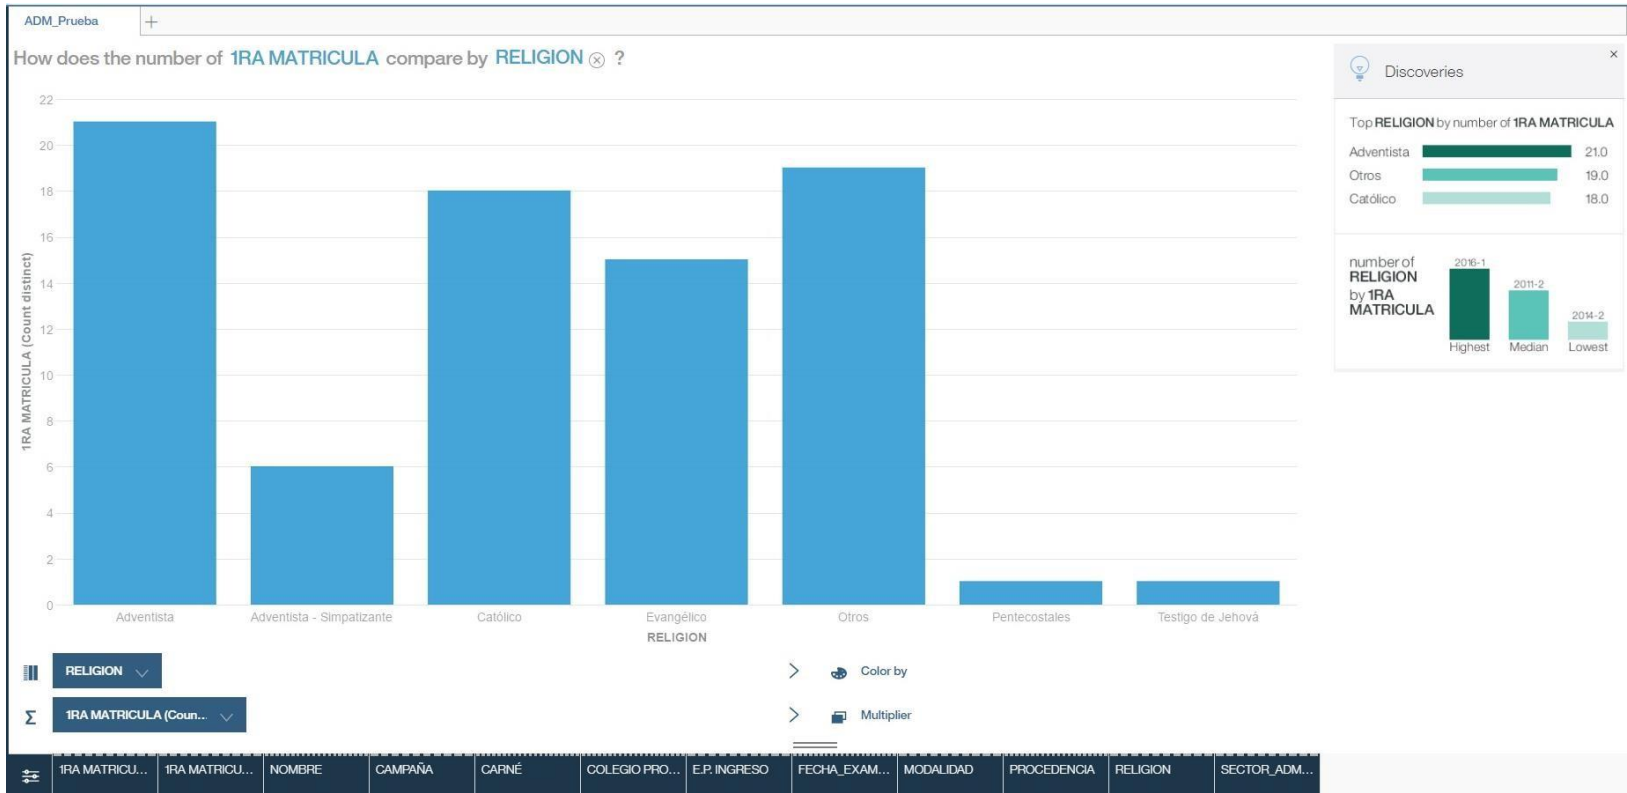 ADM_Prueba
+
How does the number of 1RA MATRICULA compare by RELIGION ?
22
20
18
16
14
12
10
8
6
4
2
0
1RA MATRICULA (Count distinct)
Adventista Adventista - Simpatizante Católico Evangélico Otros Pentecostales Testigo de Jehová
RELIGION
RELIGION
Color by
Σ 1RA MATRICULA (Coun...
Multiplier
1RA MATRICU... 1RA MATRICU... NOMBRE CAMPAÑA CARNÉ COLEGIO PRO... E.P. INGRESO FECHA_EXAM... MODALIDAD PROCEDENCIA RELIGION SECTOR_ADM...
Discoveries
×
Top RELIGION by number of 1RA MATRICULA
Adventista 21.0
Otros 19.0
Católico 18.0
number of
RELIGION
by 1RA
MATRICULA
2016-1
2011-2
2014-2
Highest Median Lowest